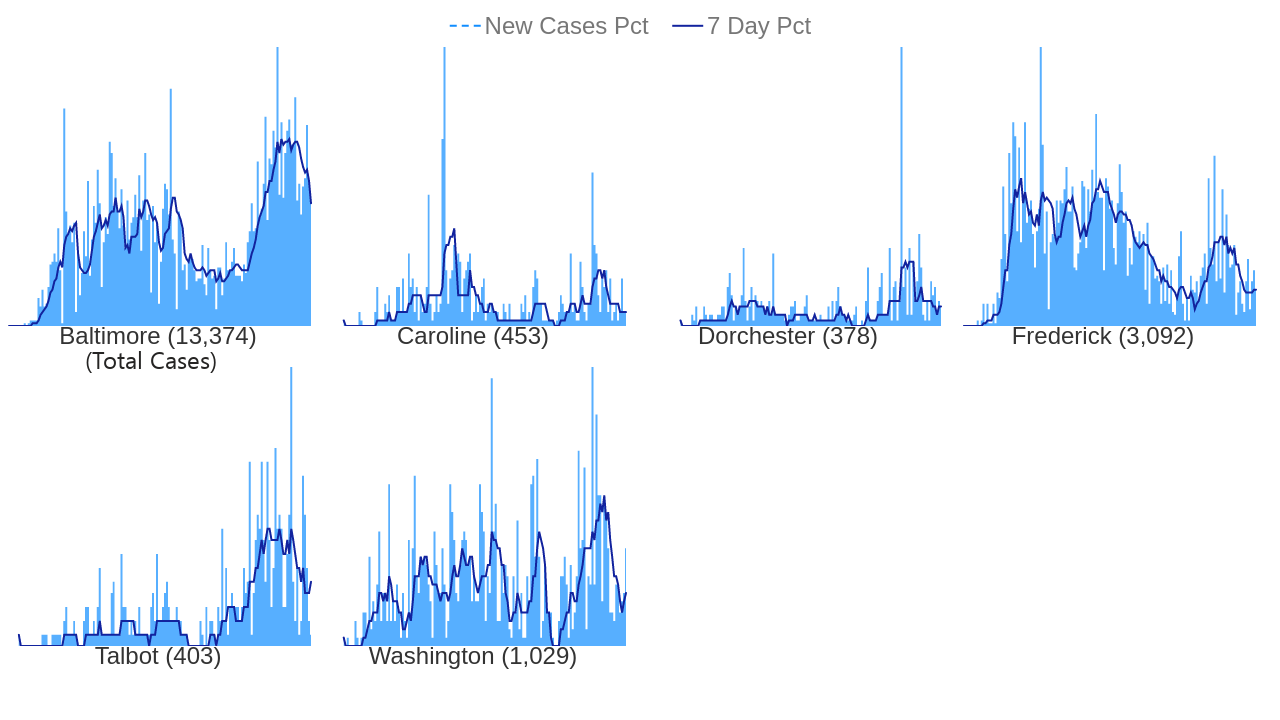 New Cases Pct 7 Day Pct
Baltimore (13,374) Caroline (453) Dorchester (378) Frederick (3,092)
(Total Cases)
Talbot (403) Washington (1,029)